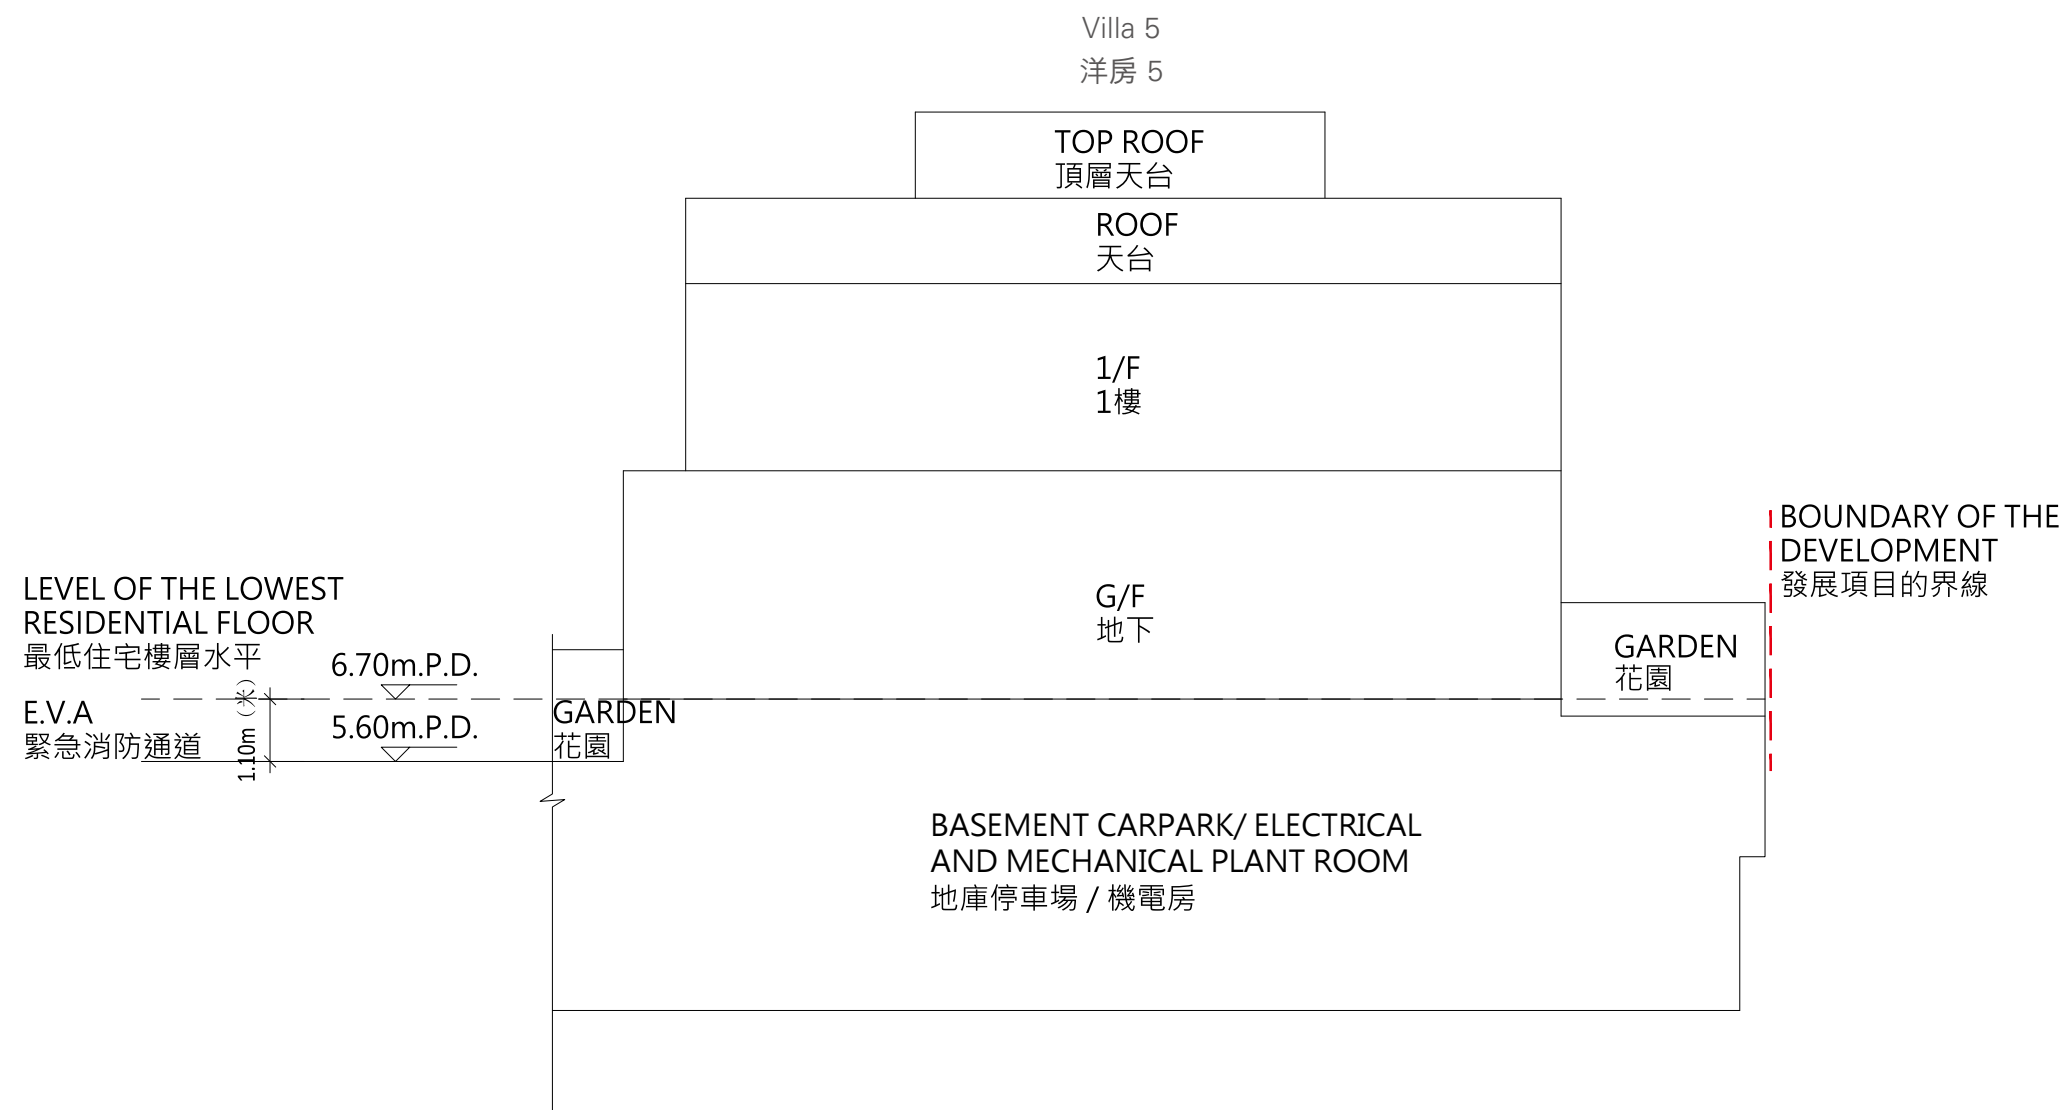 Villa 5
洋房 5
TOP ROOF
頂層天台
ROOF
天台
1/F
1樓
BOUNDARY OF THE
DEVELOPMENT
發展項目的界線
G/F
地下
LEVEL OF THE LOWEST
RESIDENTIAL FLOOR
最低住宅樓層水平
6.70m.P.D.
GARDEN
花園
E.V.A
緊急消防通道
1.10m（米）
5.60m.P.D.
GARDEN
花園
BASEMENT CARPARK/ ELECTRICAL
AND MECHANICAL PLANT ROOM
地庫停車場 / 機電房